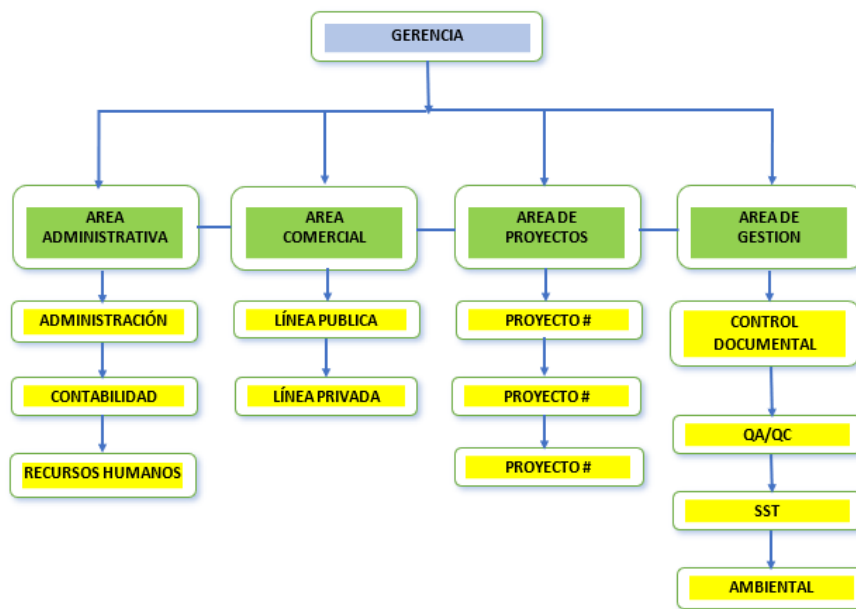 GERENCIA
AREA
ADMINISTRATIVA
AREA
COMERCIAL
AREA DE
PROYECTOS
AREA DE
GESTION
ADMINISTRACIÓN
LÍNEA PUBLICA
PROYECTO #
CONTROL
DOCUMENTAL
CONTABILIDAD
LÍNEA PRIVADA
PROYECTO #
QA/QC
RECURSOS HUMANOS
PROYECTO #
SST
AMBIENTAL